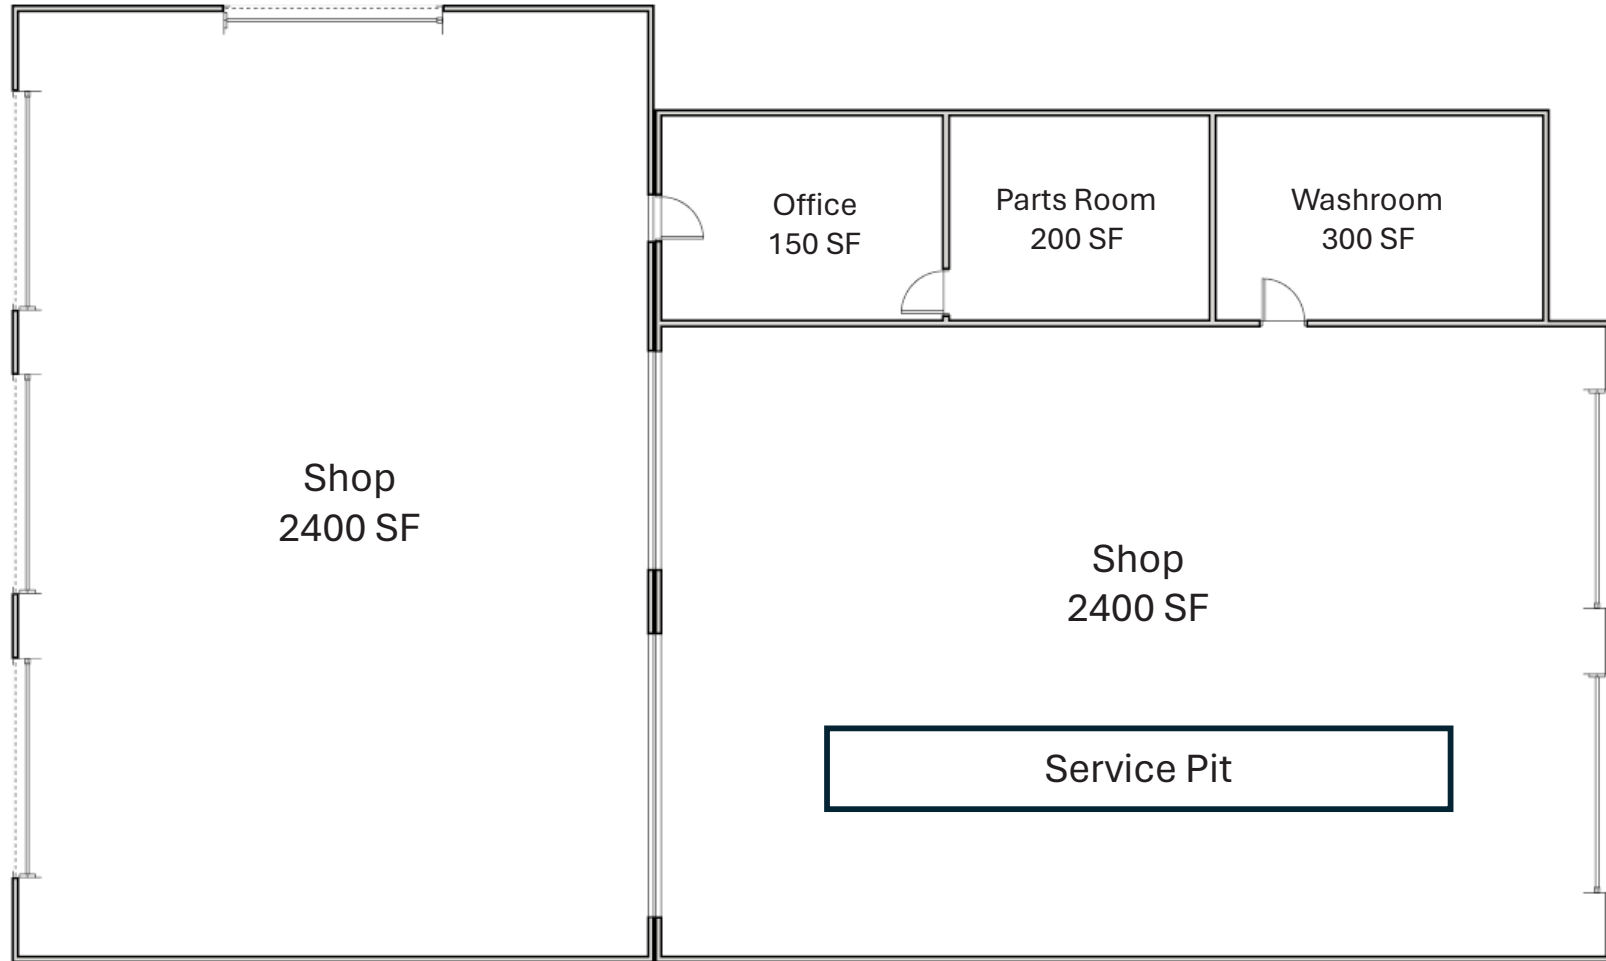 Office
150 SF
Parts Room
200 SF
Washroom
300 SF
Shop
2400 SF
Shop
2400 SF
Service Pit